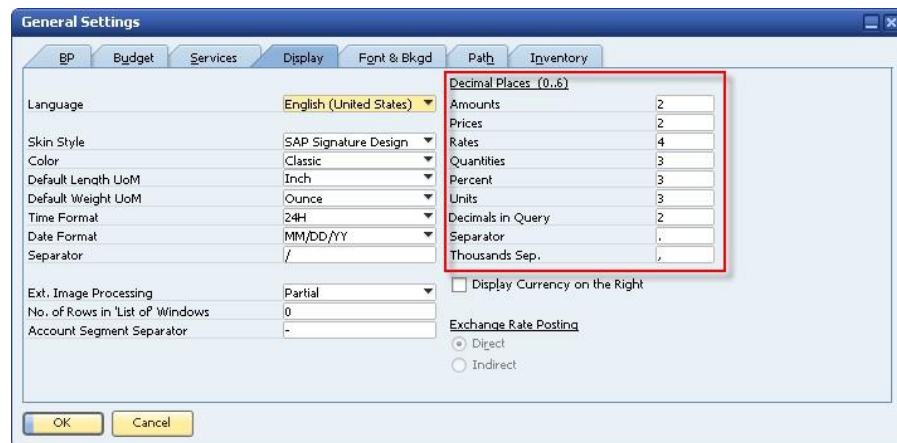 General Settings
BP Budget Services Display Font & Bkgd Path Inventory
Language English (United States)
Skin Style SAP Signature Design
Color Classic
Default Length UoM Inch
Default Weight UoM Ounce
Time Format 24H
Date Format MM/DD/YY
Separator /
Ext. Image Processing Partial
No. of Rows in 'List of' Windows 0
Account Segment Separator -
Decimal Places (0..6)
Amounts 2
Prices 2
Rates 4
Quantities 3
Percent 3
Units 3
Decimals in Query 2
Separator .
Thousands Sep. ,
Display Currency on the Right
Exchange Rate Posting
Direct
Indirect
OK Cancel